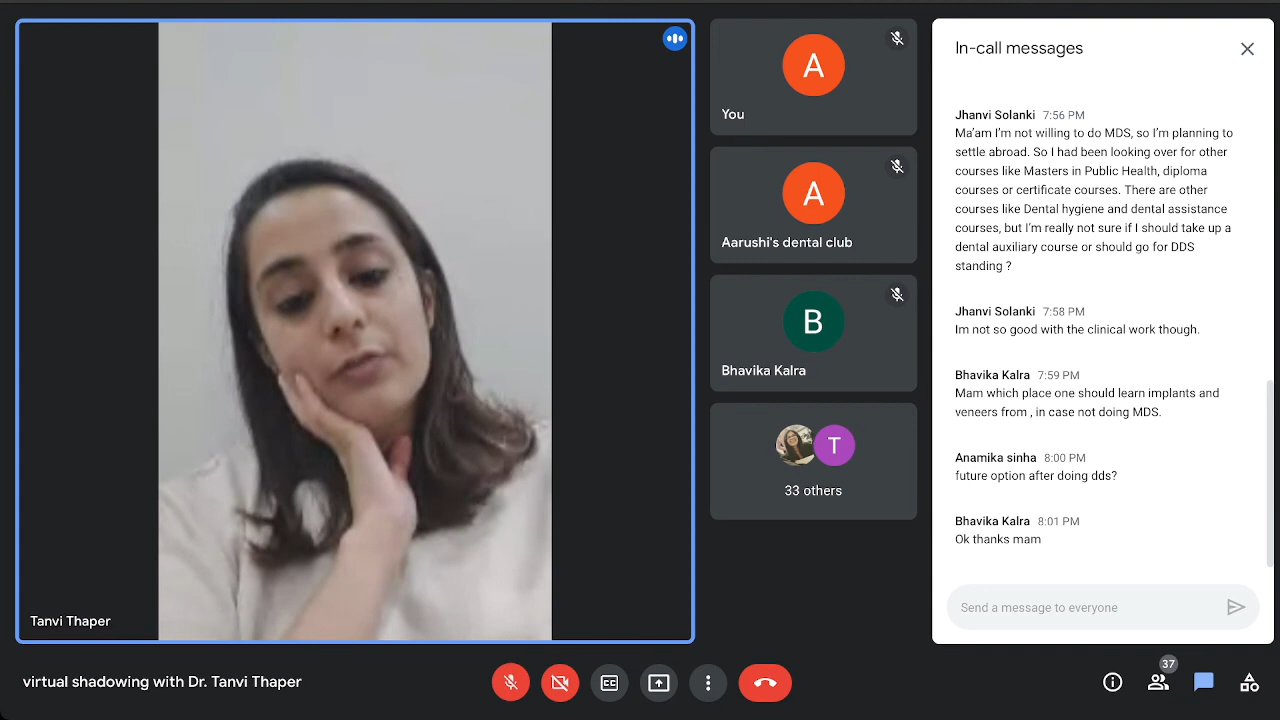 In-call messages
You
A
Jhanvi Solanki 7:56 PM
Ma'am I'm not willing to do MDS, so I'm planning to
settle abroad. So I had been looking over for other
courses like Masters in Public Health, diploma
courses or certificate courses. There are other
courses like Dental hygiene and dental assistance
courses, but I'm really not sure if I should take up a
dental auxiliary course or should go for DDS
standing ?
A
Aarushi's dental club
Jhanvi Solanki 7:58 PM
Im not so good with the clinical work though.
B
Bhavika Kalra
Bhavika Kalra 7:59 PM
Mam which place one should learn implants and
veneers from , in case not doing MDS.
T
33 others
Anamika sinha 8:00 PM
future option after doing dds?
Bhavika Kalra 8:01 PM
Ok thanks mam
Send a message to everyone
Tanvi Thaper
virtual shadowing with Dr. Tanvi Thaper
CC
37